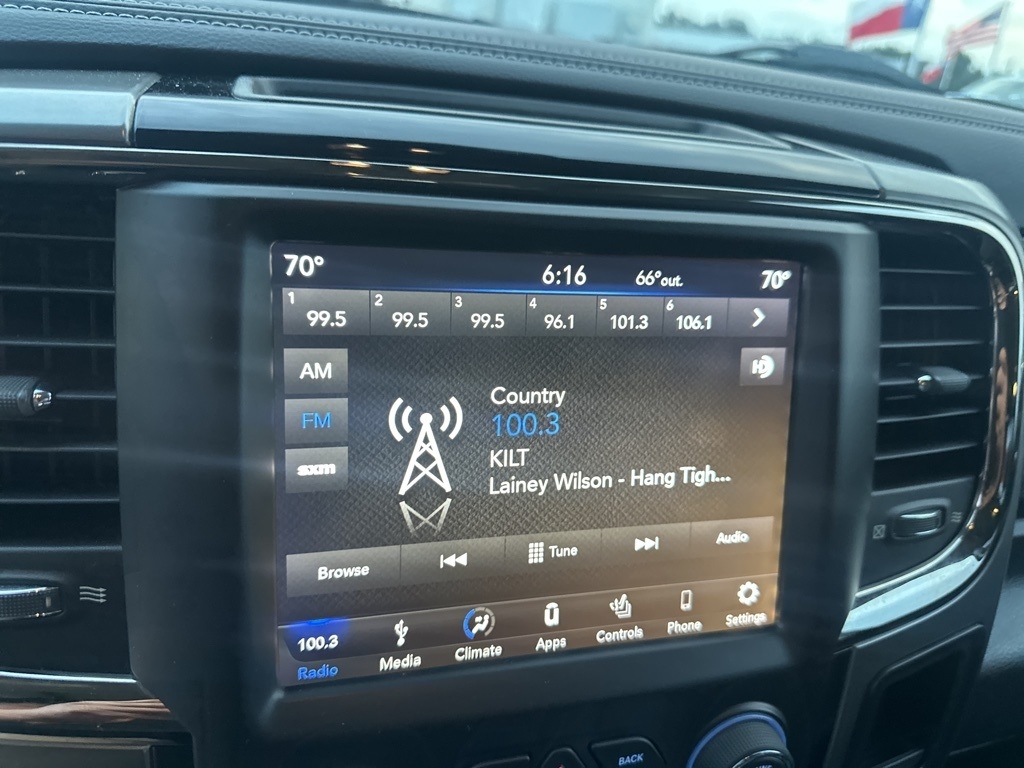 70° 6:16 66°out. 70°
1 2 3 4 5 6
99.5 99.5 99.5 96.1 101.3 106.1
AM
HD
FM
sxm
Country
100.3
KILT
Lainey Wilson - Hang Tigh...
Browse Tune Audio
100.3
Radio Media Climate Apps Controls Phone Settings
BACK